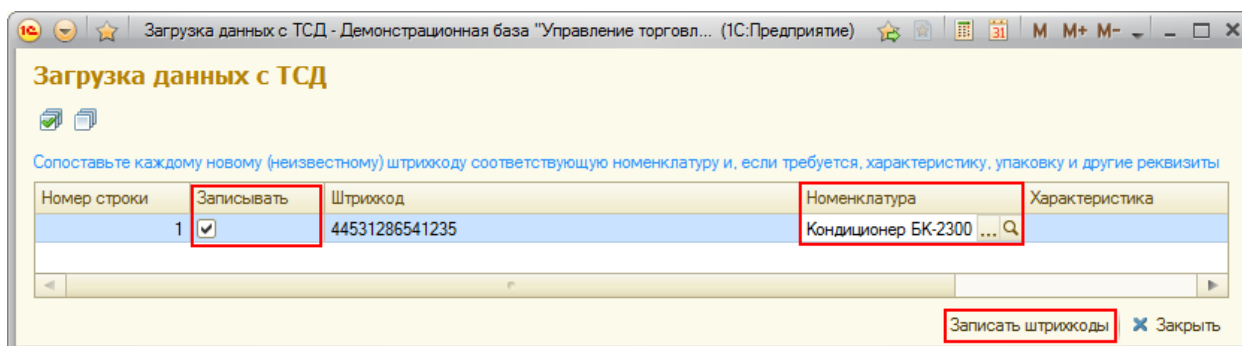 1С Загрузка данных с ТСД - Демонстрационная база "Управление торговл... (1С:Предприятие) 31 M M+ M-
Загрузка данных с ТСД
Сопоставьте каждому новому (неизвестному) штрихкоду соответствующую номенклатуру и, если требуется, характеристику, упаковку и другие реквизиты
Номер строки Записывать Штрихкод Номенклатура Характеристика
1 44531286541235 Кондиционер БК-2300 ...
Записать штрихкоды Закрыть